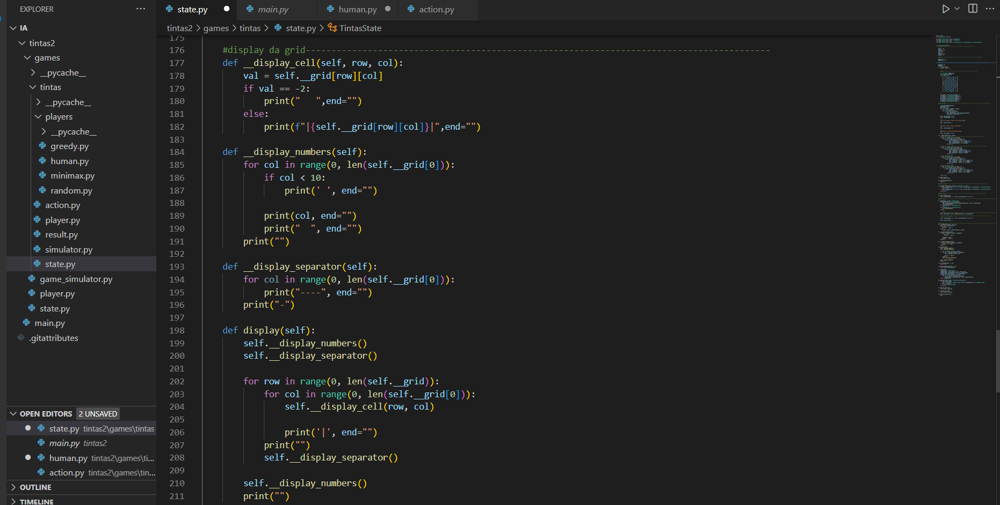 EXPLORER ...
IA
tintas2
games
__pycache__
tintas
__pycache__
players
__pycache__
greedy.py
human.py
minimax.py
random.py
action.py
player.py
result.py
simulator.py
state.py
game_simulator.py
player.py
state.py
main.py
.gitattributes
OPEN EDITORS 2 UNSAVED
state.py tintas2\games\tintas
main.py tintas2
human.py tintas2\games\ti...
action.py tintas2\games\tin...
OUTLINE
TIMELINE
state.py main.py human.py action.py
tintas2 > games > tintas > state.py > TintasState
175
176 #display da grid------------------------------------------------------------------------------------------
177 def __display_cell(self, row, col):
178 val = self.__grid[row][col]
179 if val == -2:
180 print("   ",end="")
181 else:
182 print(f"|{self.__grid[row][col]}|",end="")
183
184 def __display_numbers(self):
185 for col in range(0, len(self.__grid[0])):
186 if col < 10:
187 print(' ', end="")
188
189 print(col, end="")
190 print("  ", end="")
191 print("")
192
193 def __display_separator(self):
194 for col in range(0, len(self.__grid[0])):
195 print("----", end="")
196 print("-")
197
198 def display(self):
199 self.__display_numbers()
200 self.__display_separator()
201
202 for row in range(0, len(self.__grid)):
203 for col in range(0, len(self.__grid[0])):
204 self.__display_cell(row, col)
205
206 print('|', end="")
207 print("")
208 self.__display_separator()
209
210 self.__display_numbers()
211 print("")